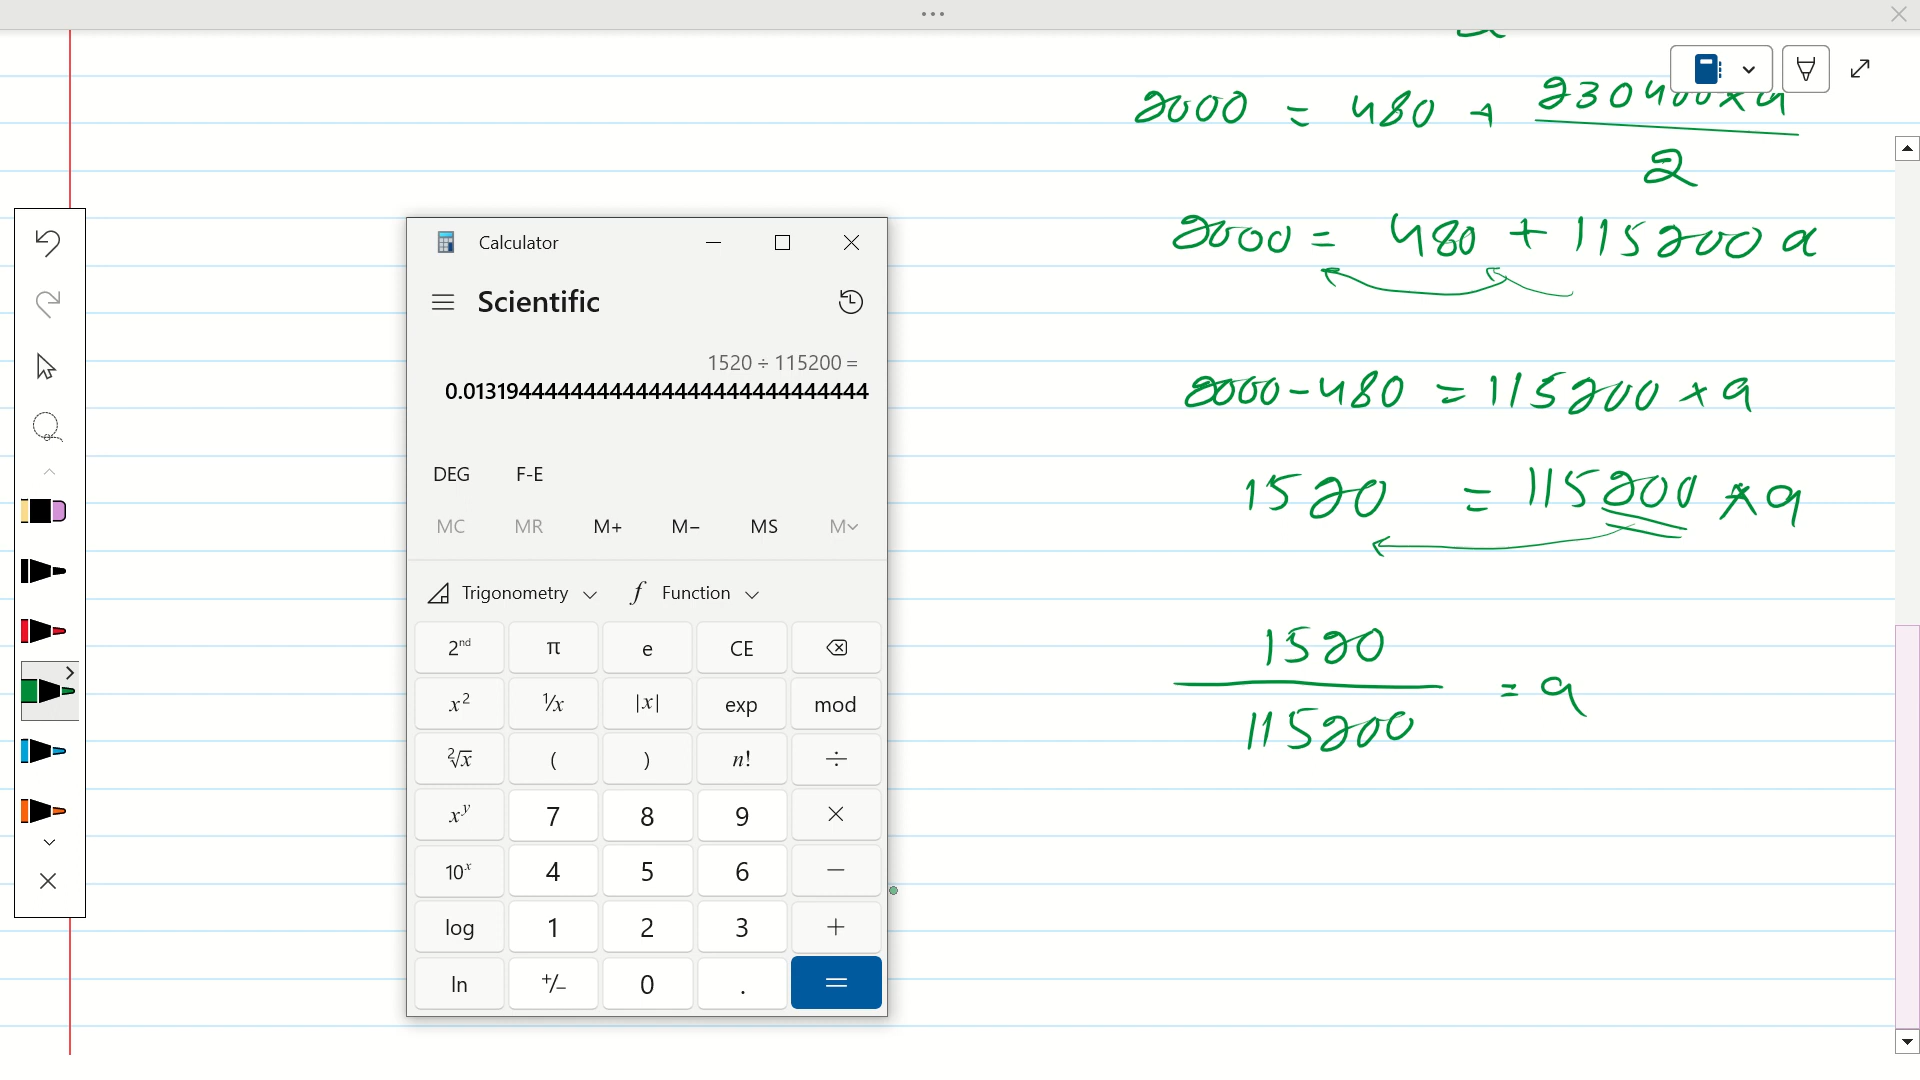 2000 = 480 + 230400×a
2
2000 = 480 + 115200 a
2000 - 480 = 115200 × a
1520 = 115200 × a
1520
115200
= a
Calculator
Scientific
1520 ÷ 115200 =
0.01319444444444444444444444444444
DEG F-E
MC MR M+ M− MS M
Trigonometry f Function
2nd π e CE
x² ¹/x |x| exp mod
²√x ( ) n! ÷
xʸ 7 8 9 ×
10ˣ 4 5 6 −
log 1 2 3 +
ln +/− 0 . =